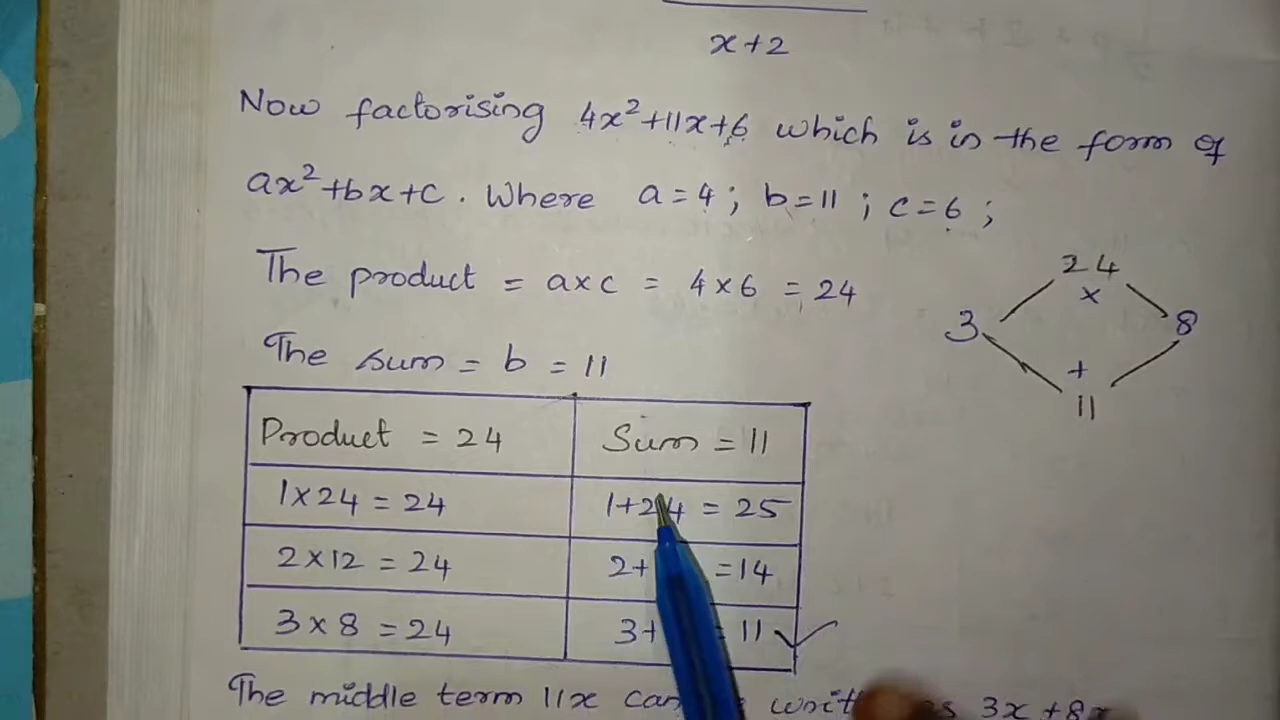 x+2
Now factorising 4x²+11x+6 which is in the form of
ax²+bx+c. Where a=4; b=11; c=6;
The product = a×c = 4×6 = 24
24
×
3 8
+
11
The sum = b = 11
Product = 24 Sum = 11
1×24 = 24 1+24 = 25
2×12 = 24 2+ =14
3×8 = 24 3+ = 11 ✓
The middle term 11x can as 3x+8x